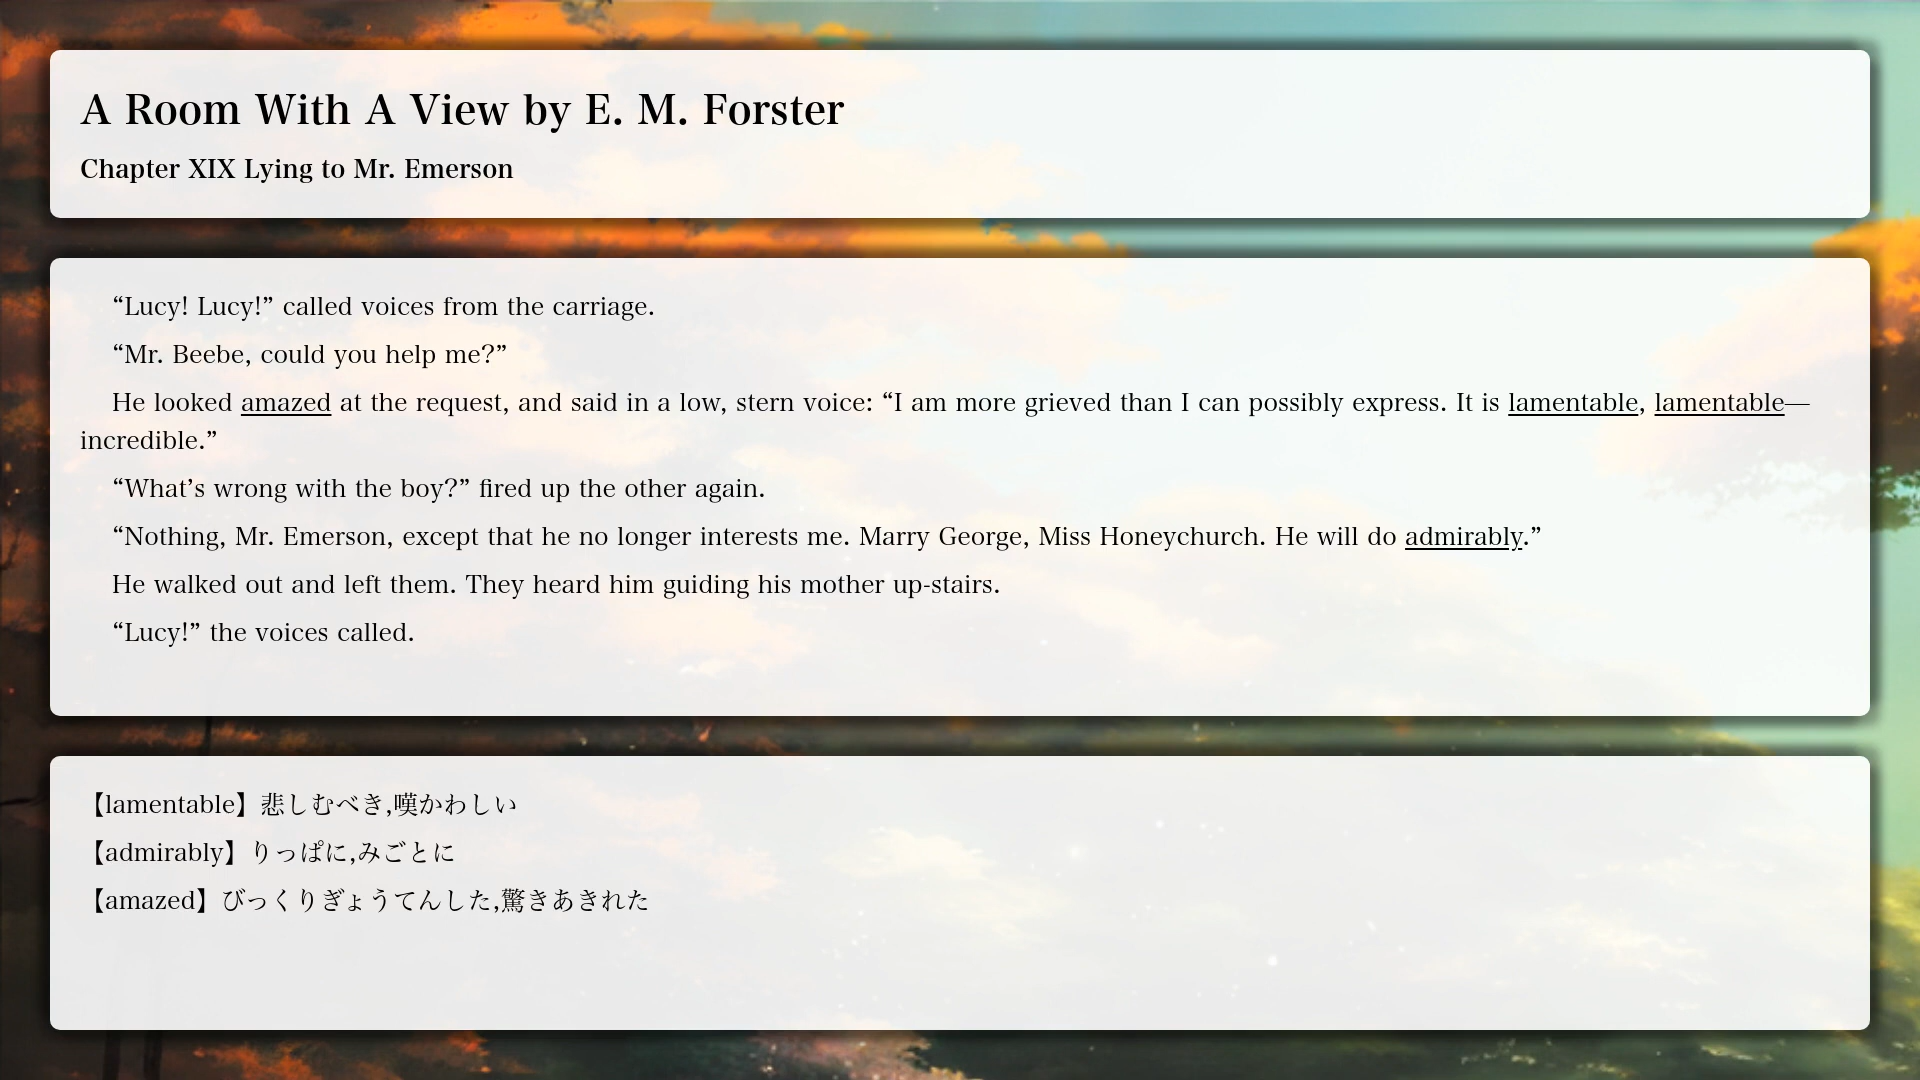 A Room With A View by E. M. Forster
Chapter XIX Lying to Mr. Emerson
“Lucy! Lucy!” called voices from the carriage.
“Mr. Beebe, could you help me?”
He looked amazed at the request, and said in a low, stern voice: “I am more grieved than I can possibly express. It is lamentable, lamentable—
incredible.”
“What’s wrong with the boy?” fired up the other again.
“Nothing, Mr. Emerson, except that he no longer interests me. Marry George, Miss Honeychurch. He will do admirably.”
He walked out and left them. They heard him guiding his mother up-stairs.
“Lucy!” the voices called.
【lamentable】悲しむべき,嘆かわしい
【admirably】りっぱに,みごとに
【amazed】びっくりぎょうてんした,驚きあきれた